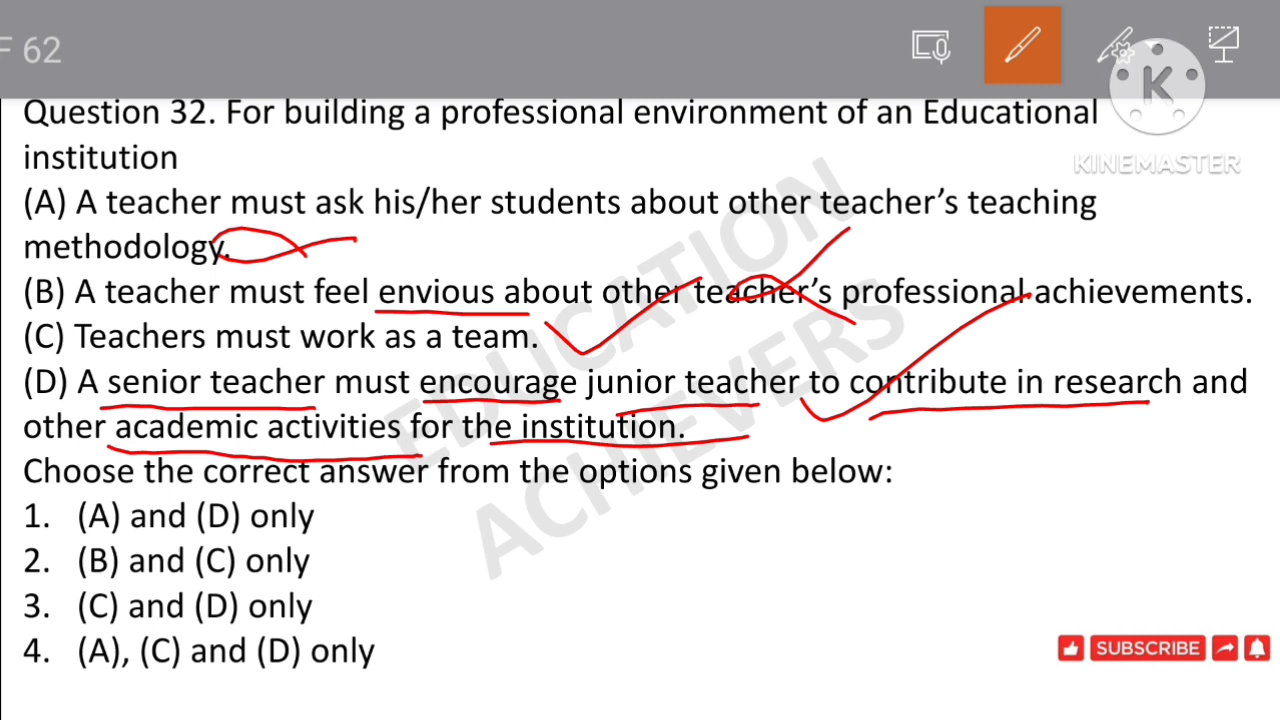 F 62
K
KINEMASTER
Question 32. For building a professional environment of an Educational
institution
(A) A teacher must ask his/her students about other teacher's teaching
methodology.
(B) A teacher must feel envious about other teacher's professional achievements.
(C) Teachers must work as a team.
(D) A senior teacher must encourage junior teacher to contribute in research and
other academic activities for the institution.
Choose the correct answer from the options given below:
1. (A) and (D) only
2. (B) and (C) only
3. (C) and (D) only
4. (A), (C) and (D) only
EDUCATION
ACHIEVERS
SUBSCRIBE